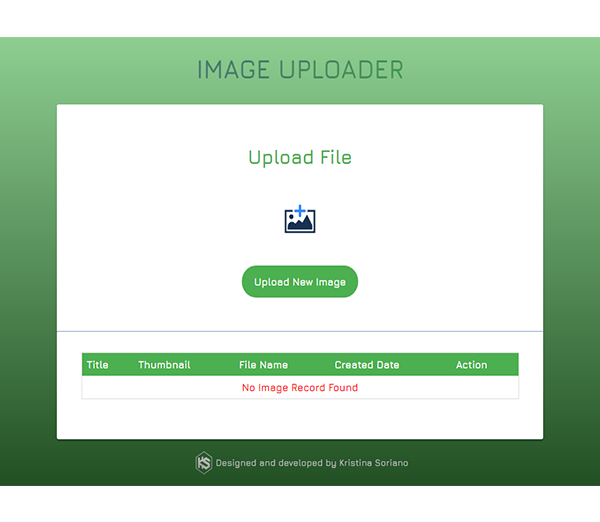 IMAGE UPLOADER
Upload File
Upload New Image
Title Thumbnail File Name Created Date Action
No Image Record Found
KS Designed and developed by Kristina Soriano